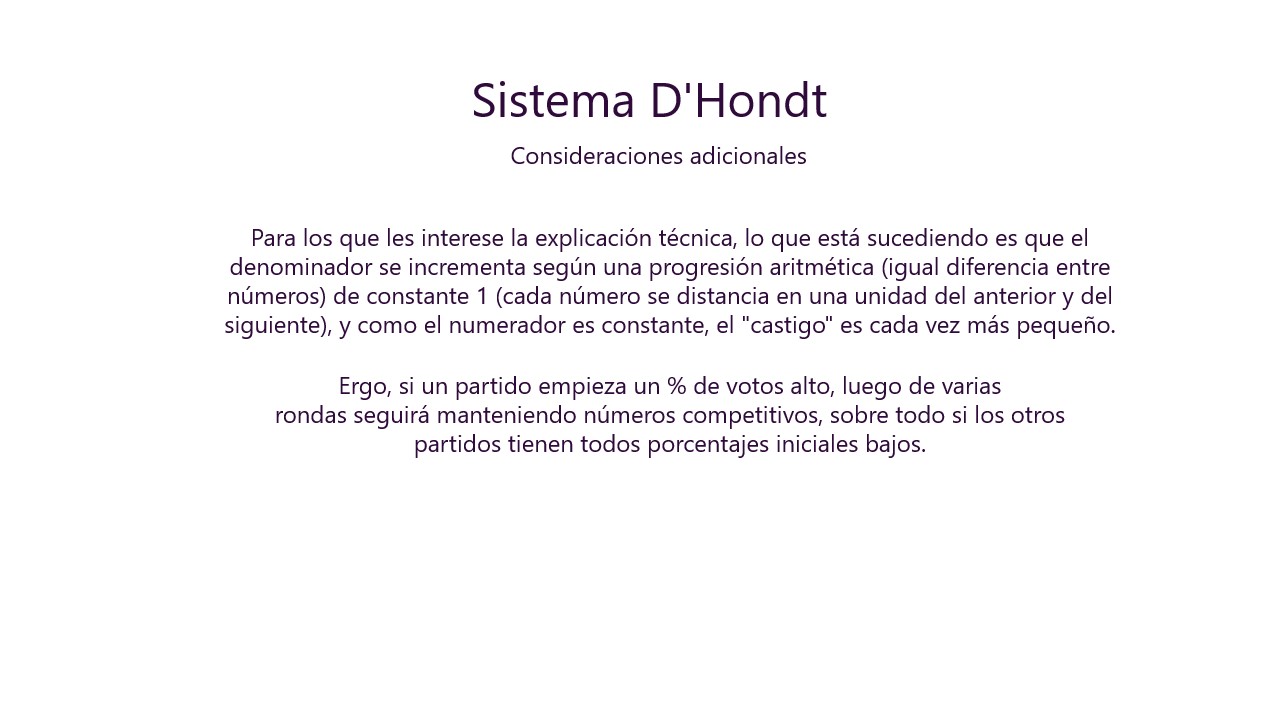 Sistema D'Hondt
Consideraciones adicionales
Para los que les interese la explicación técnica, lo que está sucediendo es que el
denominador se incrementa según una progresión aritmética (igual diferencia entre
números) de constante 1 (cada número se distancia en una unidad del anterior y del
siguiente), y como el numerador es constante, el "castigo" es cada vez más pequeño.
Ergo, si un partido empieza un % de votos alto, luego de varias
rondas seguirá manteniendo números competitivos, sobre todo si los otros
partidos tienen todos porcentajes iniciales bajos.